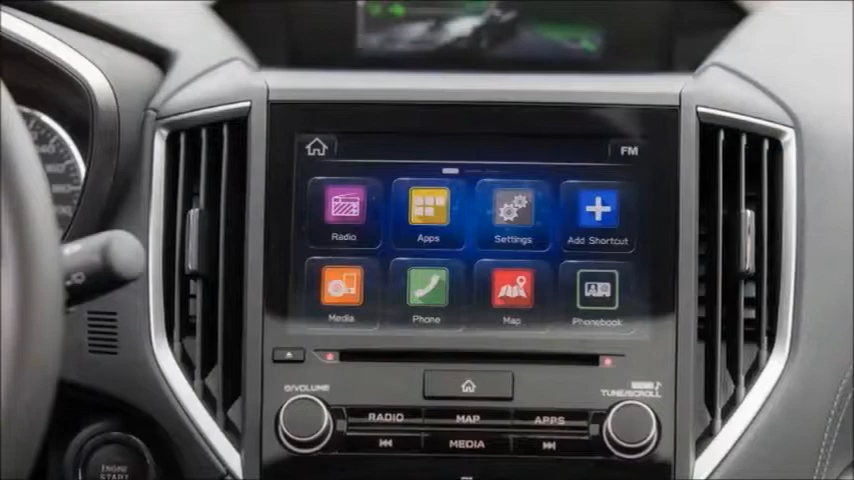 FM
Radio
Apps
Settings
Add Shortcut
Media
Phone
Map
Phonebook
VOLUME
TUNE/SCROLL
RADIO
MAP
APPS
MEDIA
ENGINE
START